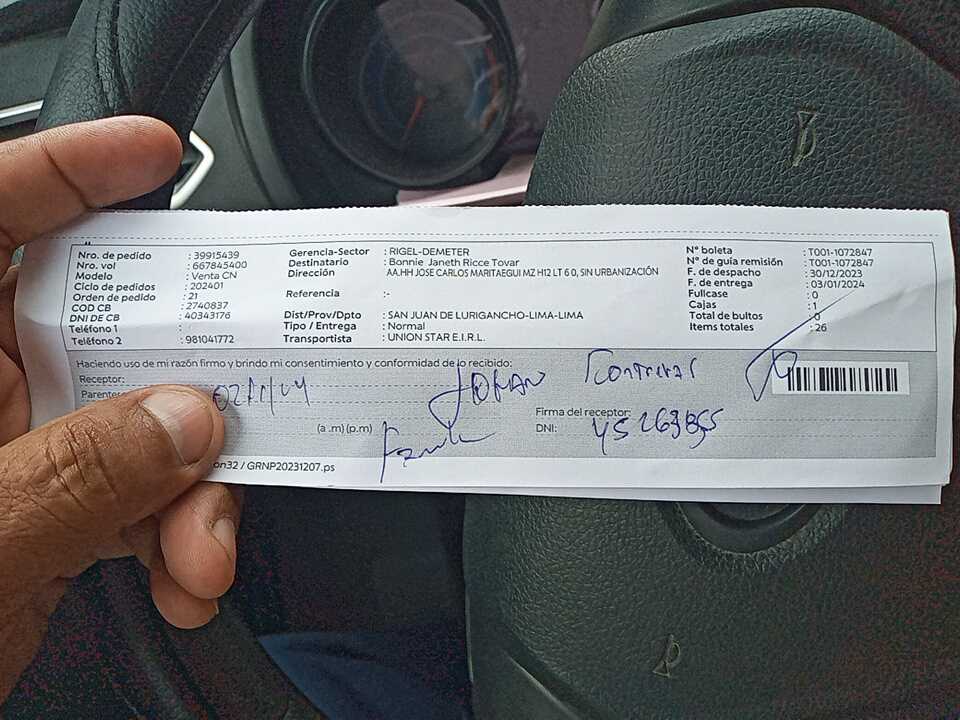 Nro. de pedido : 39915439
Nro. vol : 667845400
Modelo : Venta CN
Ciclo de pedidos : 202401
Orden de pedido : 21
COD CB : 2740837
DNI DE CB : 40343176
Teléfono 1 :
Teléfono 2 : 981041772
Gerencia-Sector : RIGEL-DEMETER
Destinatario : Bonnie Janeth Ricce Tovar
Dirección AA.HH JOSE CARLOS MARITAEGUI MZ H12 LT 6 0, SIN URBANIZACIÓN
Referencia :-
Dist/Prov/Dpto : SAN JUAN DE LURIGANCHO-LIMA-LIMA
Tipo / Entrega : Normal
Transportista : UNION STAR E.I.R.L.
N° boleta : T001-1072847
N° de guía remisión : T001-1072847
F. de despacho : 30/12/2023
F. de entrega : 03/01/2024
Fullcase : 0
Cajas : 1
Total de bultos : 0
Items totales : 26
Haciendo uso de mi razón firmo y brindo mi consentimiento y conformidad de lo recibido:
Receptor: JOHAN Contreras
(a .m) (p.m)
Firma del receptor:
DNI:
on32 / GRNP20231207.ps